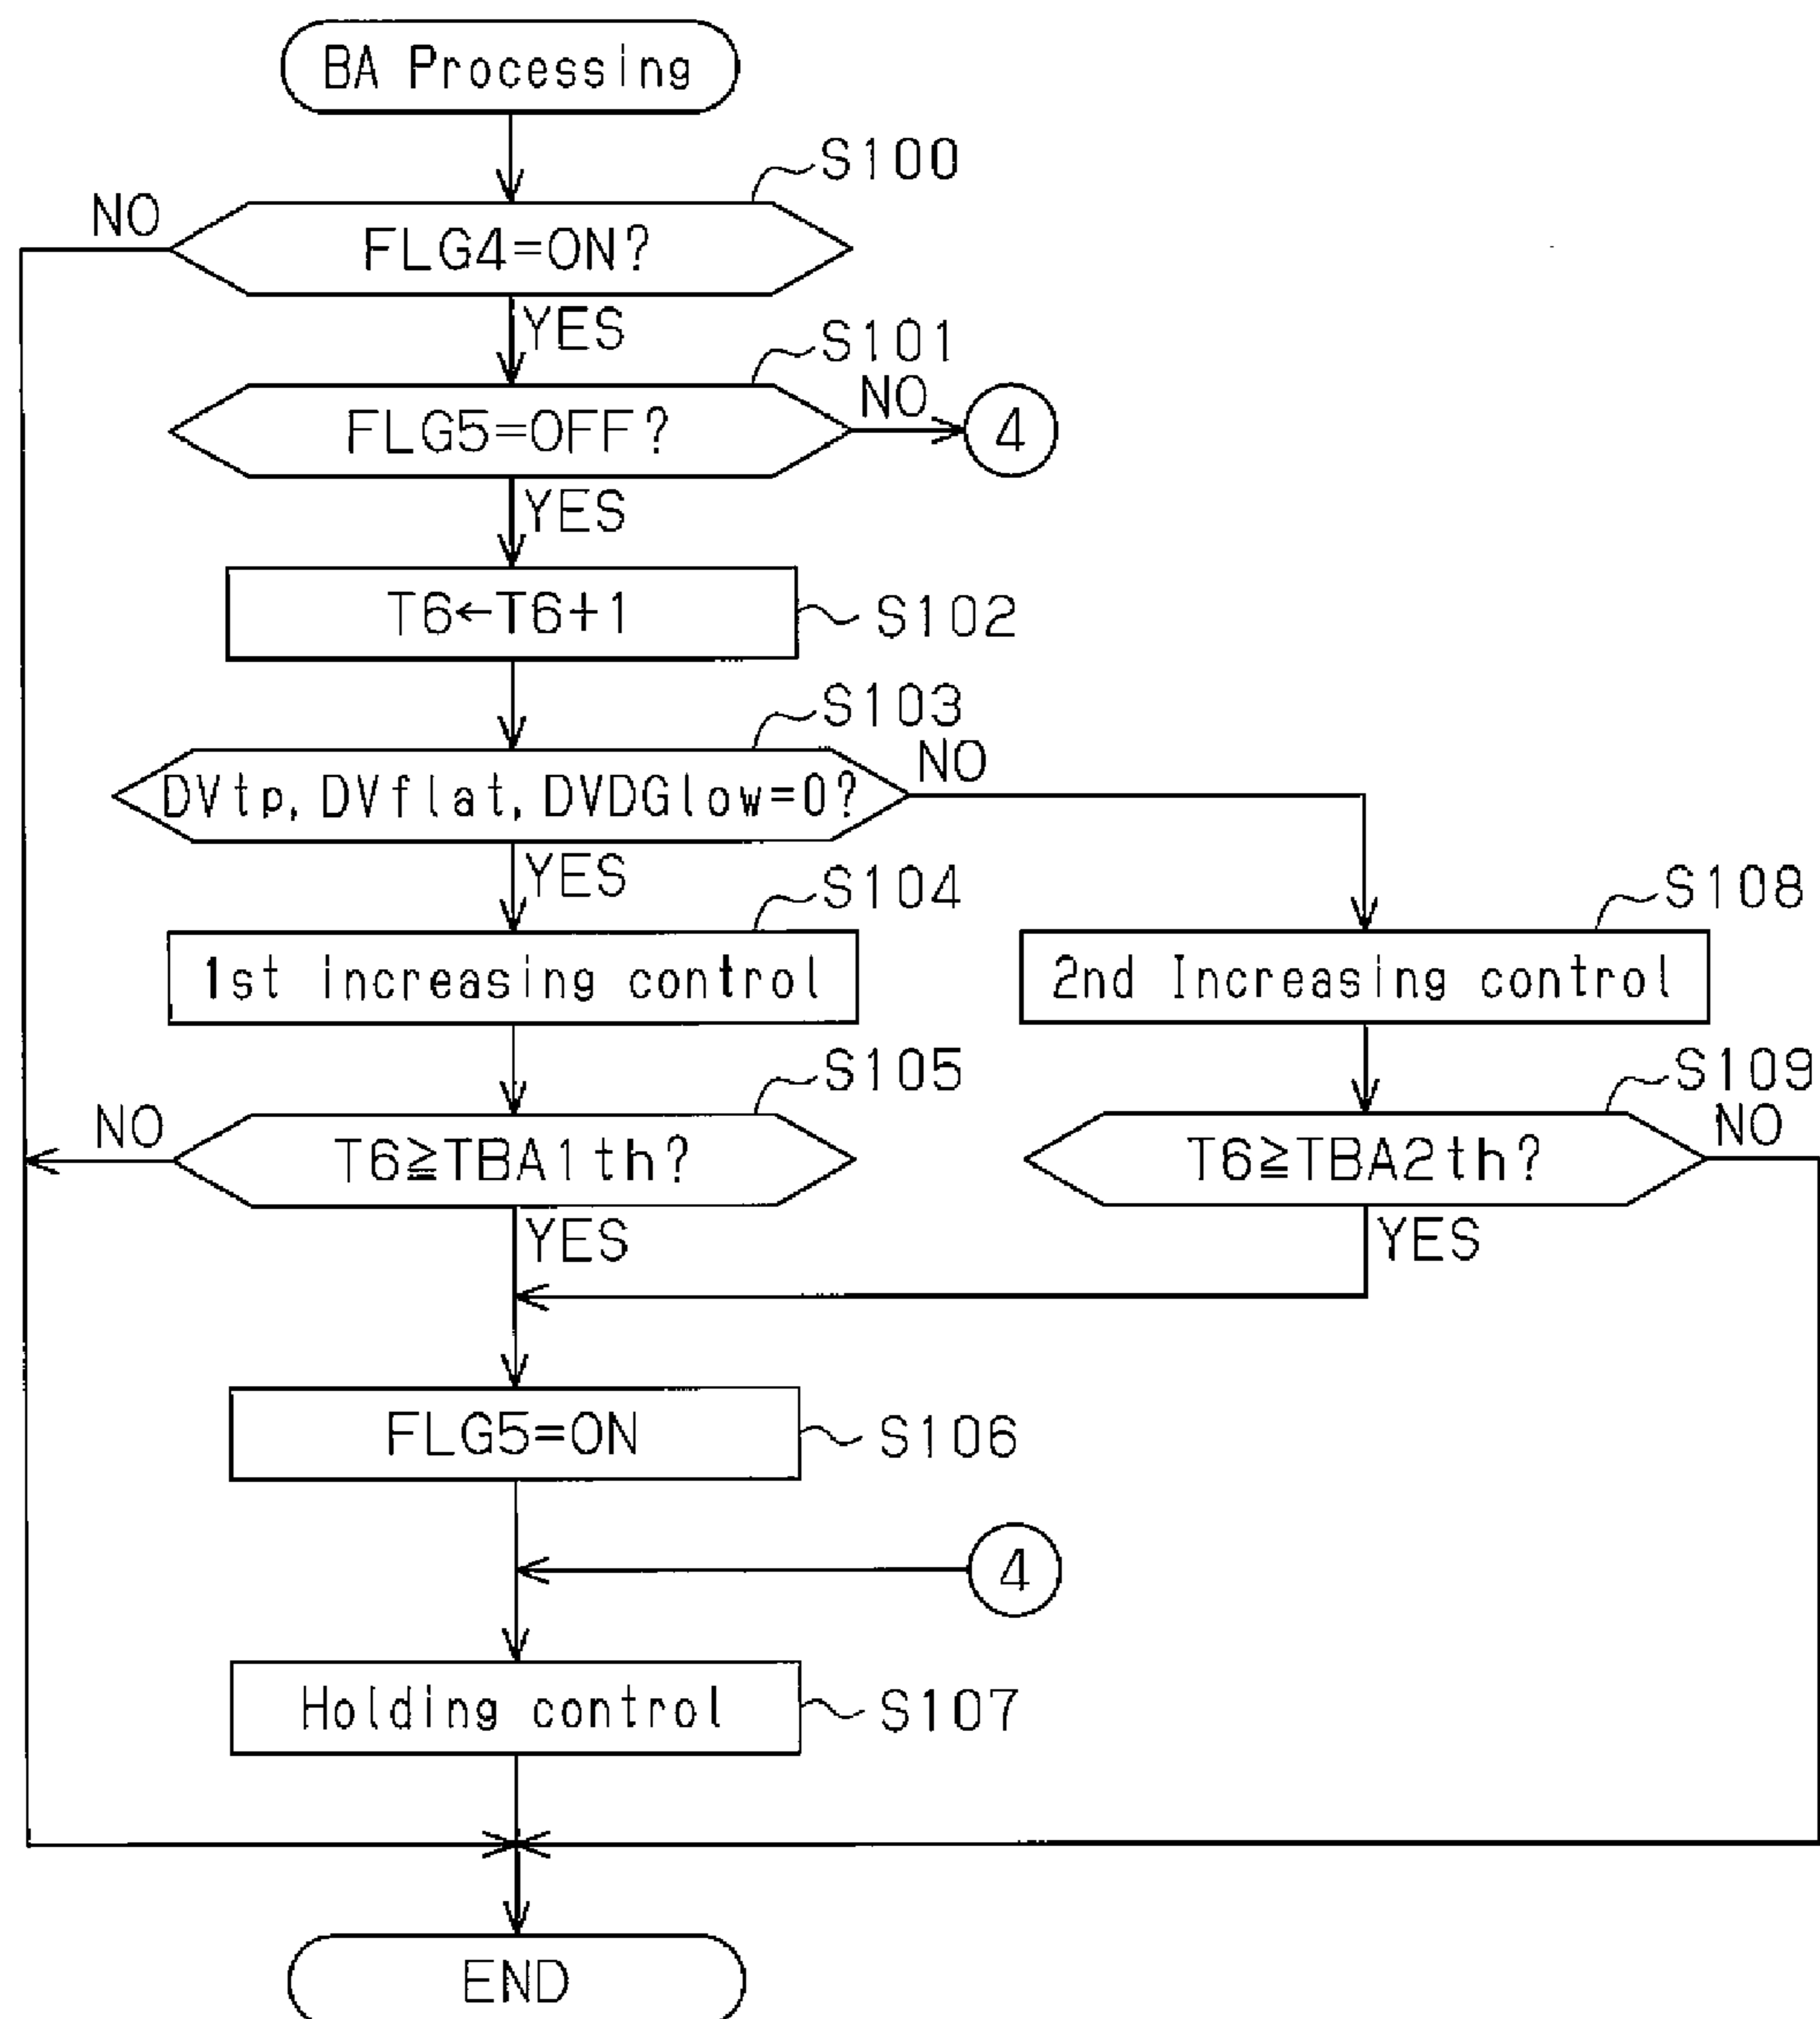 BA Processing
S100
NO
FLG4=ON?
YES
S101
NO
FLG5=OFF?
4
YES
T6←T6+1
S102
S103
NO
DVtp, DVflat, DVDGlow=0?
YES
S104
S108
1st increasing control
2nd Increasing control
S105
S109
NO
NO
T6≧TBA1th?
T6≧TBA2th?
YES
YES
FLG5=ON
S106
4
Holding control
S107
END